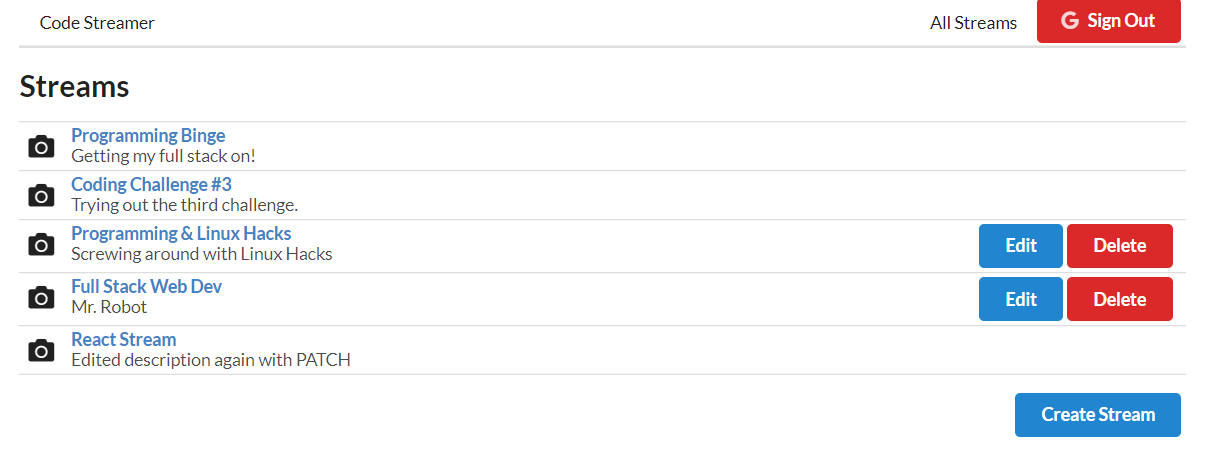 Code Streamer
All Streams
Sign Out
Streams
Programming Binge
Getting my full stack on!
Coding Challenge #3
Trying out the third challenge.
Programming & Linux Hacks
Screwing around with Linux Hacks
Edit
Delete
Full Stack Web Dev
Mr. Robot
Edit
Delete
React Stream
Edited description again with PATCH
Create Stream